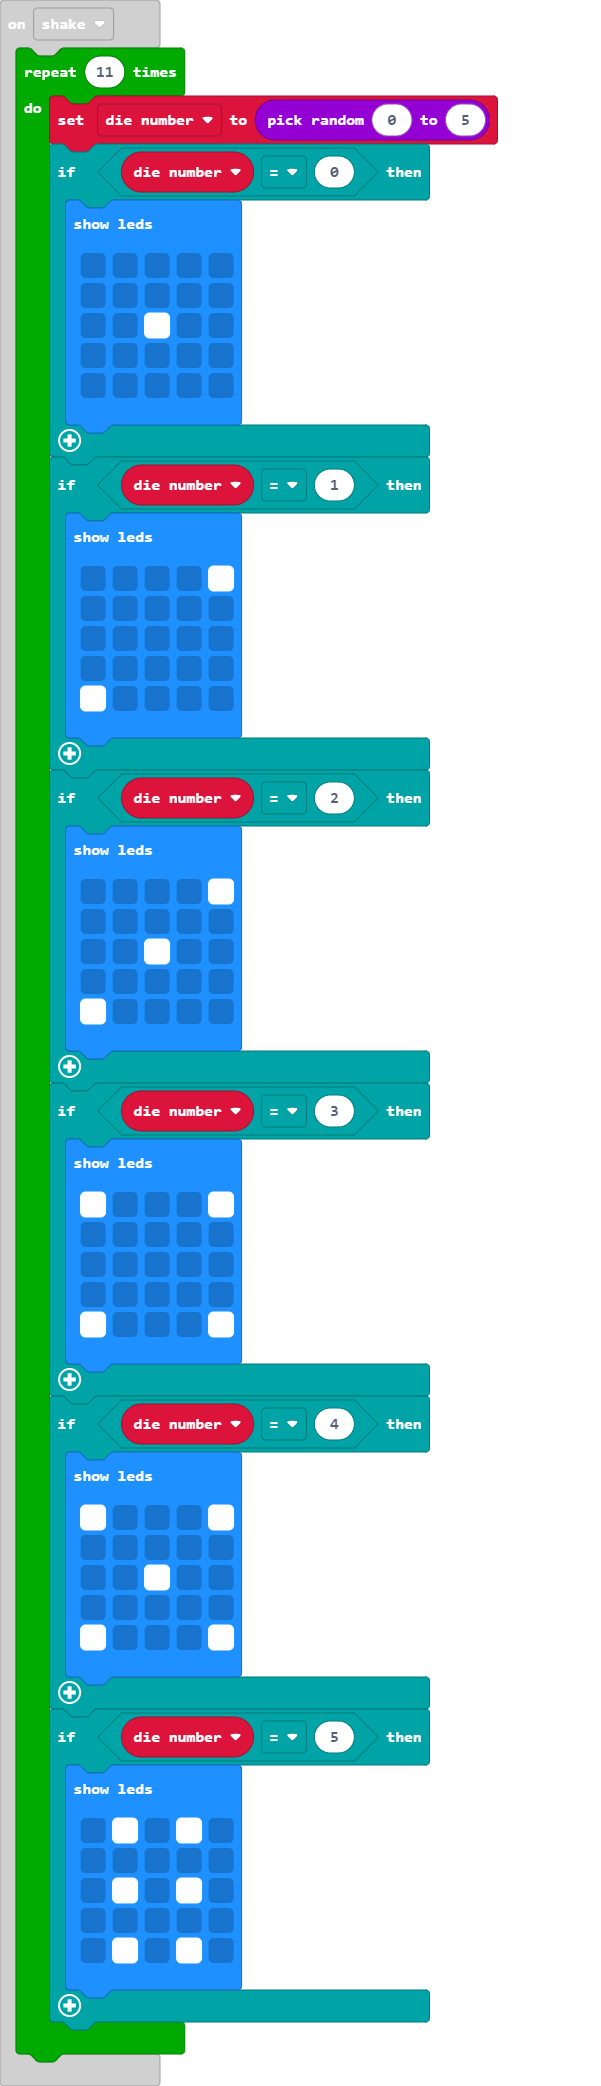 on shake
repeat 11 times
do
set die number to pick random 0 to 5
if die number = 0 then
show leds
if die number = 1 then
show leds
if die number = 2 then
show leds
if die number = 3 then
show leds
if die number = 4 then
show leds
if die number = 5 then
show leds